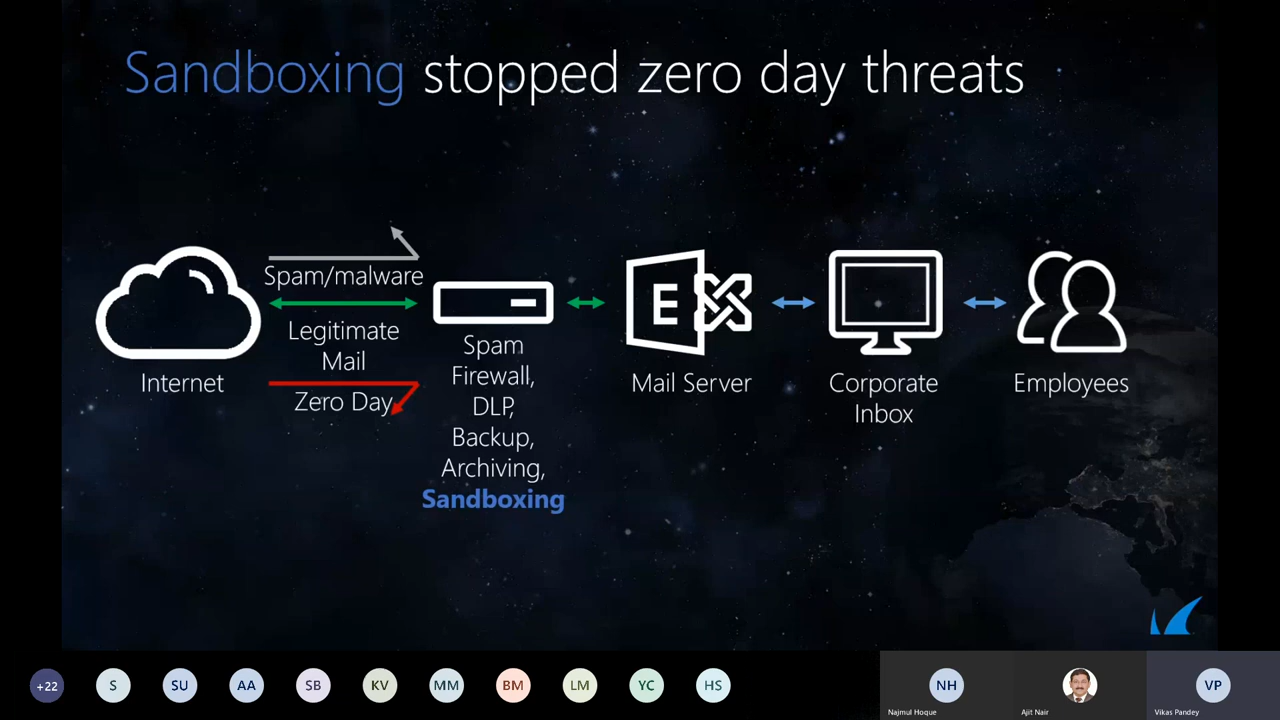 Sandboxing stopped zero day threats
Spam/malware
Legitimate
Mail
Zero Day
Internet
Spam
Firewall,
DLP,
Backup,
Archiving,
Sandboxing
E
Mail Server
Corporate
Inbox
Employees
+22
S
SU
AA
SB
KV
MM
BM
LM
YC
HS
NH
Najmul Hoque
Ajit Nair
VP
Vikas Pandey